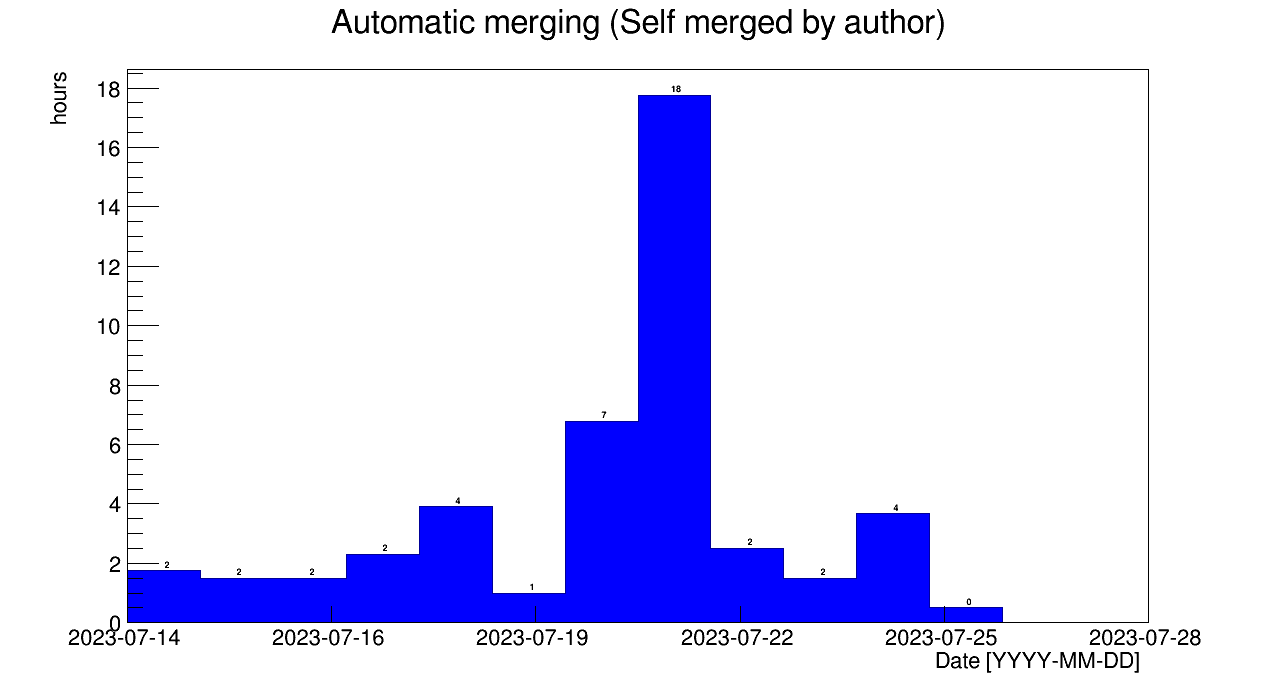 Automatic merging (Self merged by author)
hours
18
16
14
12
10
8
6
4
2
0
2 2 2 2 4 1 7 18 2 2 4 0
2023-07-14 2023-07-16 2023-07-19 2023-07-22 2023-07-25 2023-07-28
Date [YYYY-MM-DD]